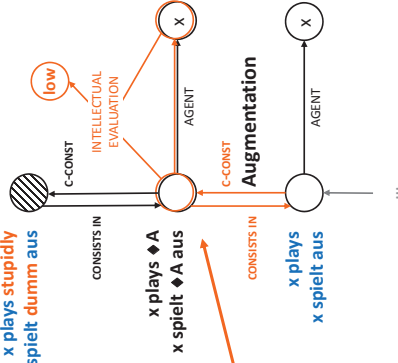 x plays stupidly
spielt dumm aus
low
INTELLECTUAL
EVALUATION
C-CONST
CONSISTS IN
x
AGENT
x plays ◆A
x spielt ◆A aus
C-CONST
CONSISTS IN
Augmentation
x
AGENT
x plays
x spielt aus
...